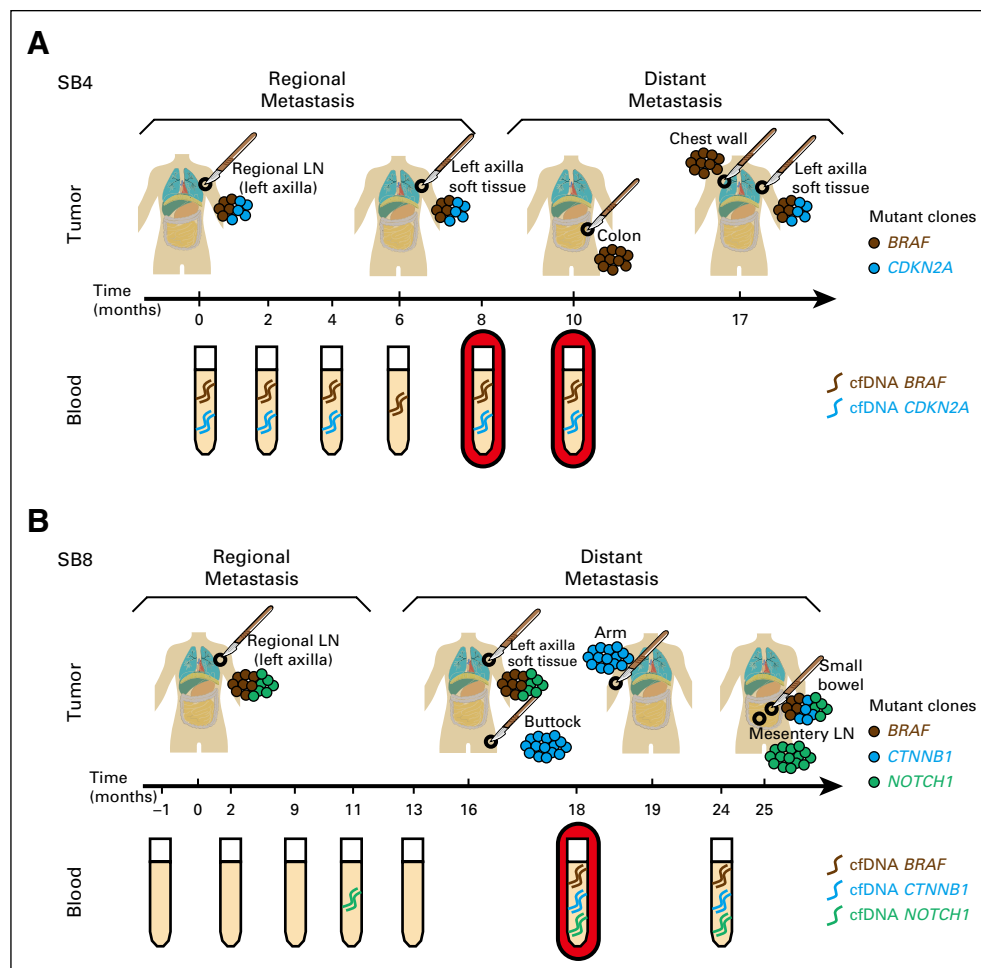 A
SB4
Regional
Metastasis
Distant
Metastasis
Tumor
Regional LN
(left axilla)
Left axilla
soft tissue
Colon
Chest wall
Left axilla
soft tissue
Mutant clones
BRAF
CDKN2A
Time
(months)
0 2 4 6 8 10 17
Blood
cfDNA BRAF
cfDNA CDKN2A
B
SB8
Regional
Metastasis
Distant
Metastasis
Tumor
Regional LN
(left axilla)
Left axilla
soft tissue
Buttock
Arm
Small
bowel
Mesentery LN
Mutant clones
BRAF
CTNNB1
NOTCH1
Time
(months)
–1 0 2 9 11 13 16 18 19 24 25
Blood
cfDNA BRAF
cfDNA CTNNB1
cfDNA NOTCH1